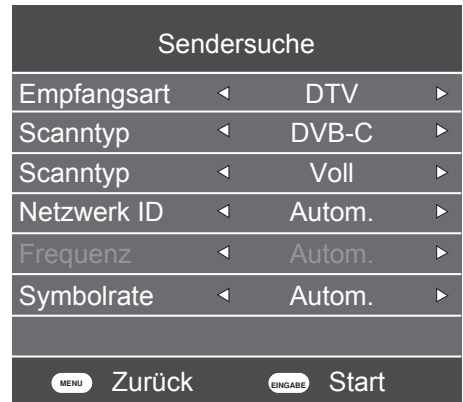 Sendersuche
Empfangsart DTV
Scanntyp DVB-C
Scanntyp Voll
Netzwerk ID Autom.
Frequenz Autom.
Symbolrate Autom.
MENU Zurück EINGABE Start